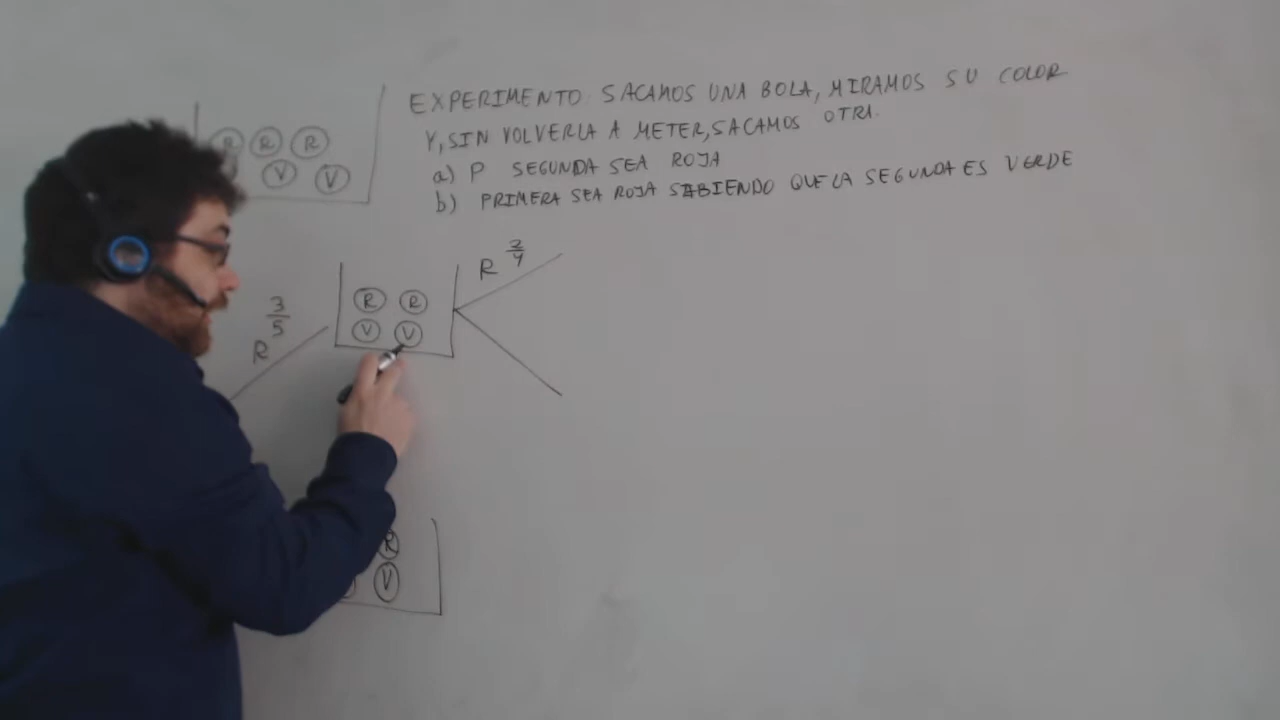 EXPERIMENTO: SACAMOS UNA BOLA, MIRAMOS SU COLOR
Y, SIN VOLVERLA A METER, SACAMOS OTRA.
a) P SEGUNDA SEA ROJA
b) PRIMERA SEA ROJA SABIENDO QUE LA SEGUNDA ES VERDE
R R R
V V
R 2/4
R R
V V
R 3/5
R
V